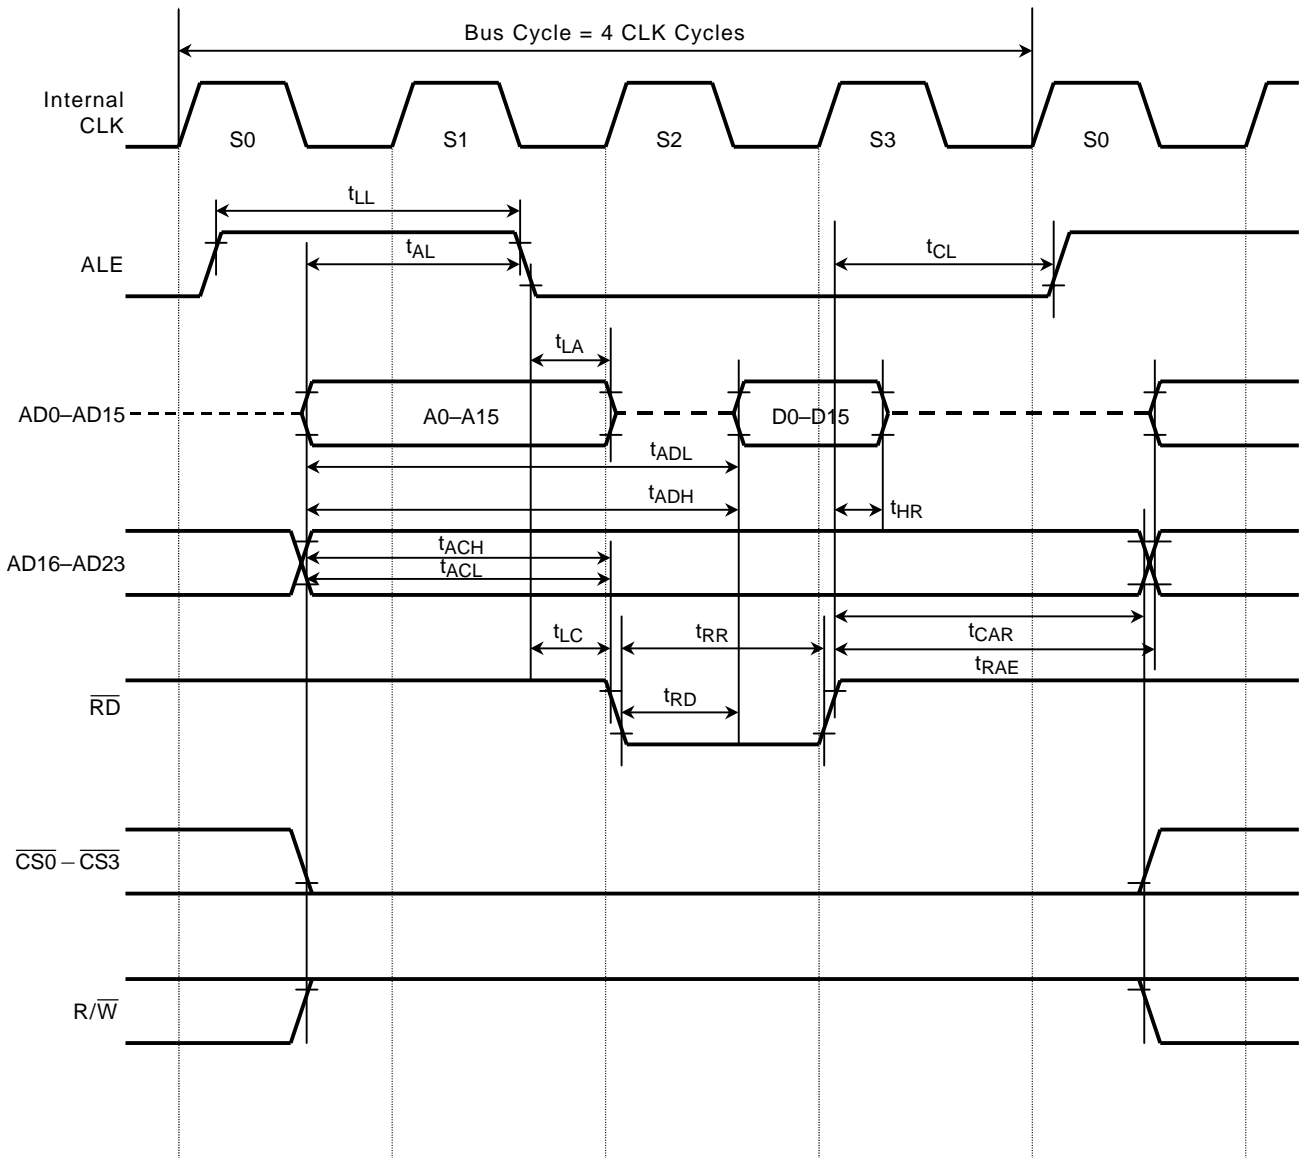 Bus Cycle = 4 CLK Cycles
Internal
CLK
S0
S1
S2
S3
S0
tLL
ALE
tAL
tCL
tLA
AD0–AD15
A0–A15
D0–D15
tADL
tADH
tHR
AD16–AD23
tACH
tACL
tLC
tRR
tCAR
tRAE
RD
tRD
CS0 – CS3
R/W